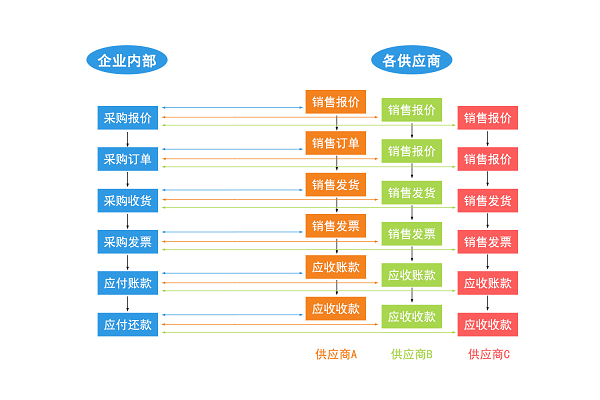 企业内部
各供应商
采购报价
销售报价
销售报价
销售报价
采购订单
销售订单
销售报价
销售报价
采购收货
销售发货
销售发货
销售发货
采购发票
销售发票
销售发票
销售发票
应付账款
应收账款
应收账款
应收账款
应付还款
应收收款
应收收款
应收收款
供应商A
供应商B
供应商C